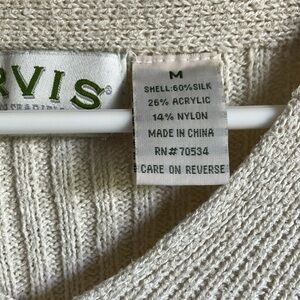 RVIS®
M
SHELL:60%SILK
26% ACRYLIC
14% NYLON
MADE IN CHINA
RN# 70534
CARE ON REVERSE